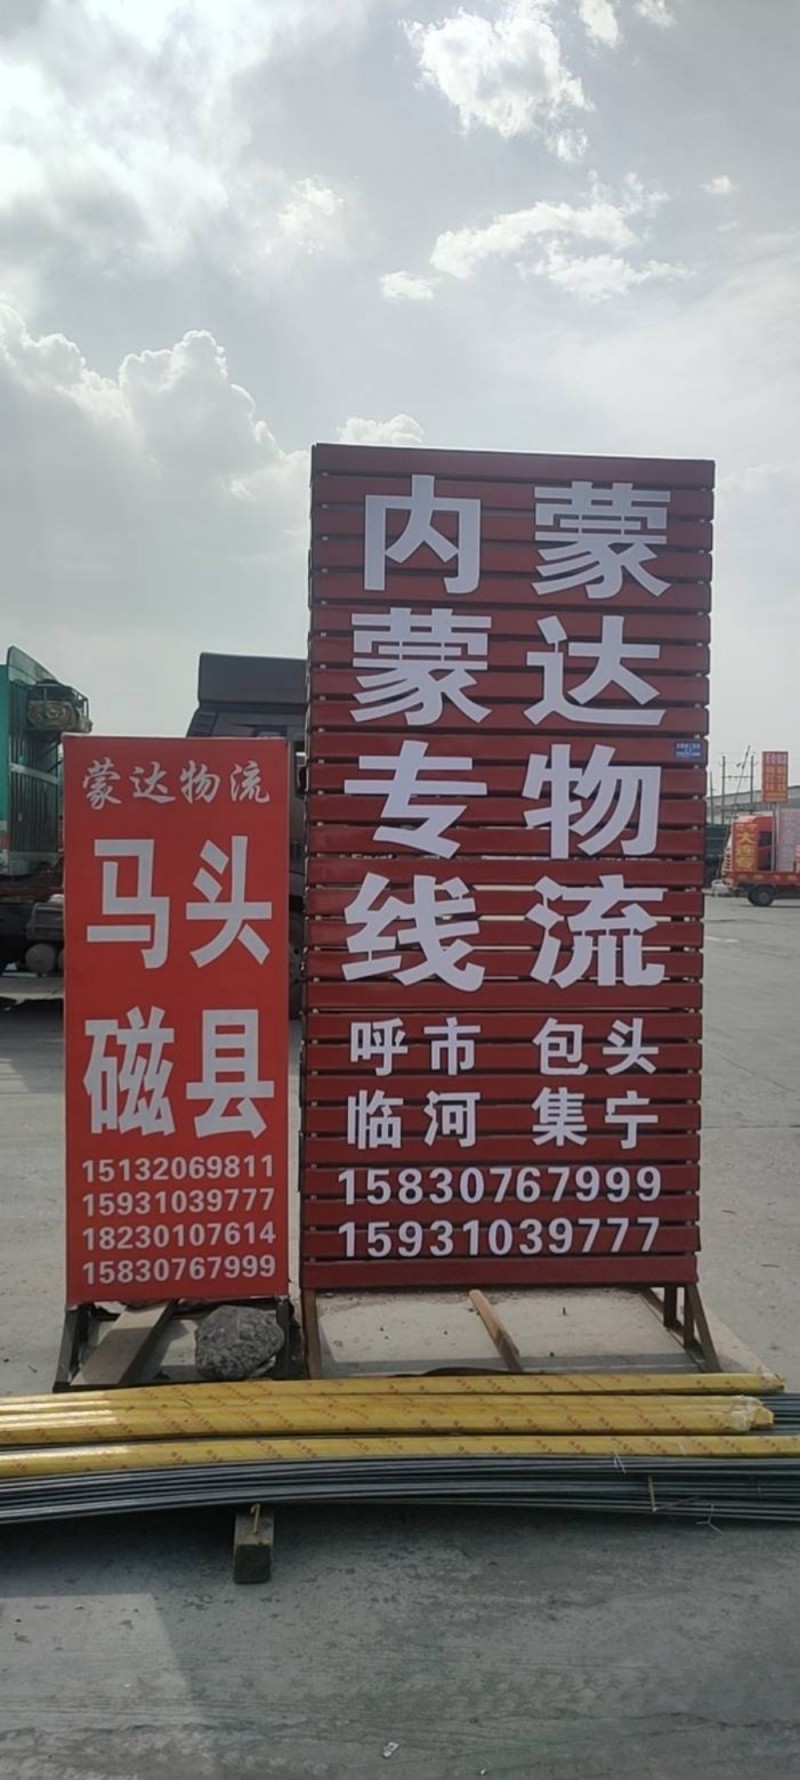 蒙达物流
马头
磁县
15132069811
15931039777
18230107614
15830767999
蒙达物流
内蒙专线
呼市 包头
临河 集宁
15830767999
15931039777